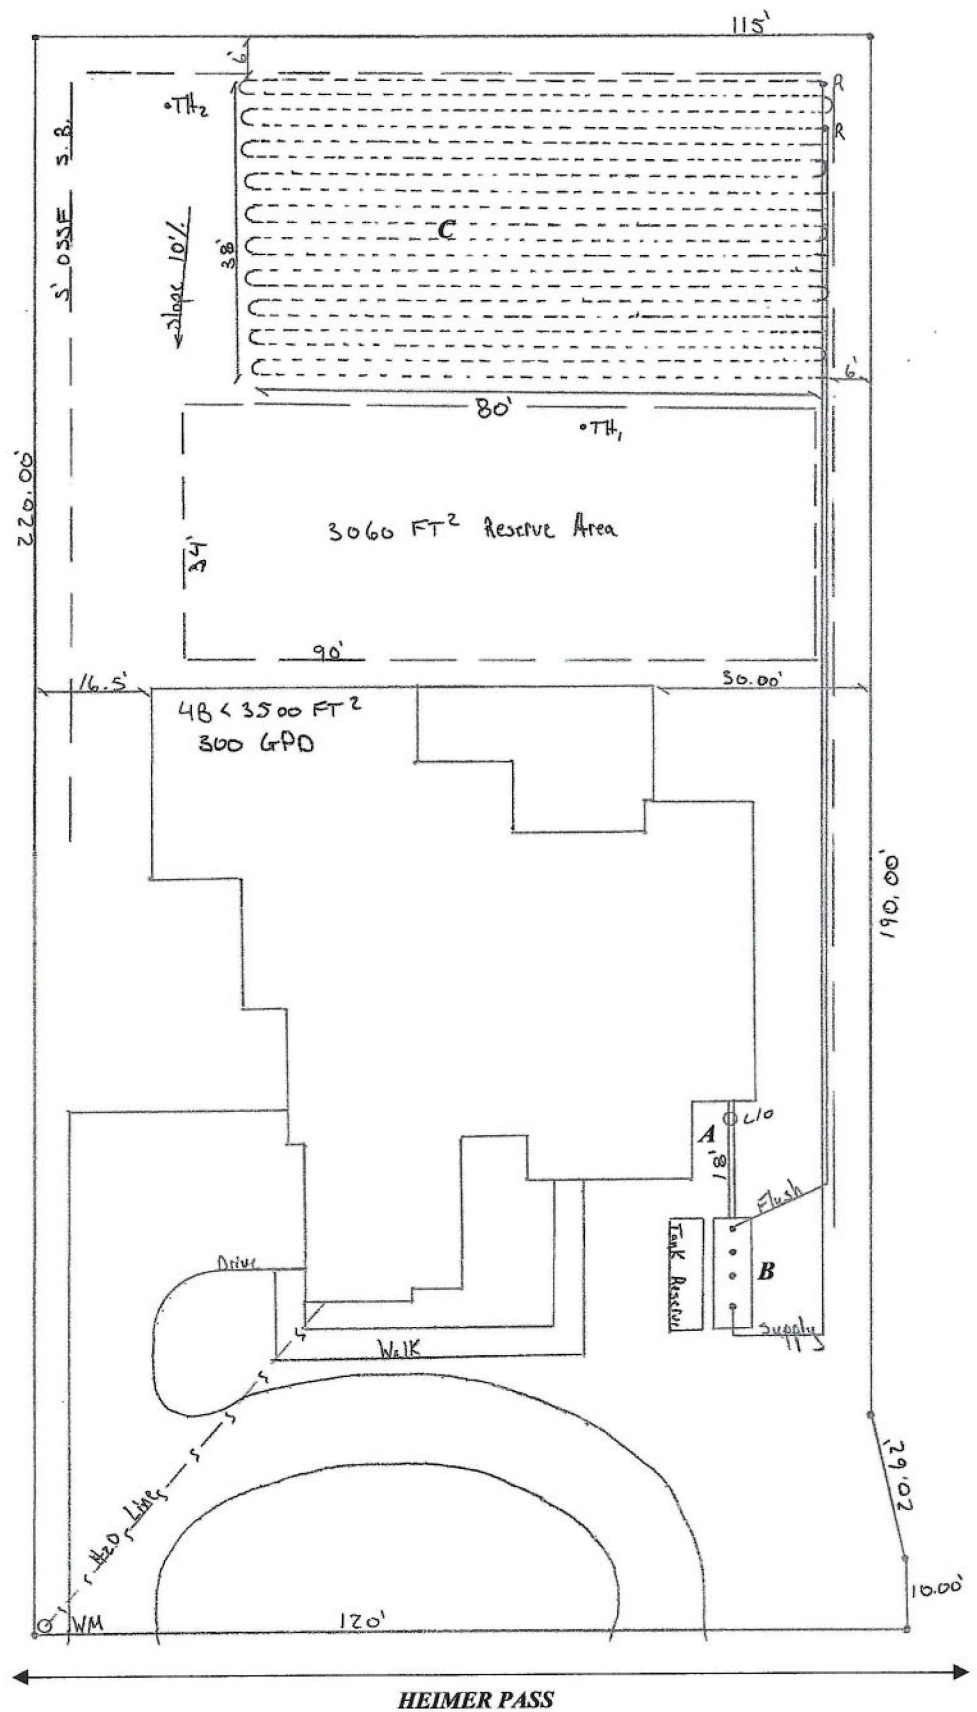 115'
6'
R
•TH₂
R
5' OSSF S.B.
Slope 10%
38'
C
6'
80'
•TH₁
220.00'
3060 FT² Reserve Area
34'
90'
16.5'
30.00'
4B < 3500 FT²
300 GPD
190.00'
A
C/O
18'
Flush
Tank Reserve
B
Drive
Supply
Walk
29.02'
H₂O Line
10.00'
WM
120'
HEIMER PASS